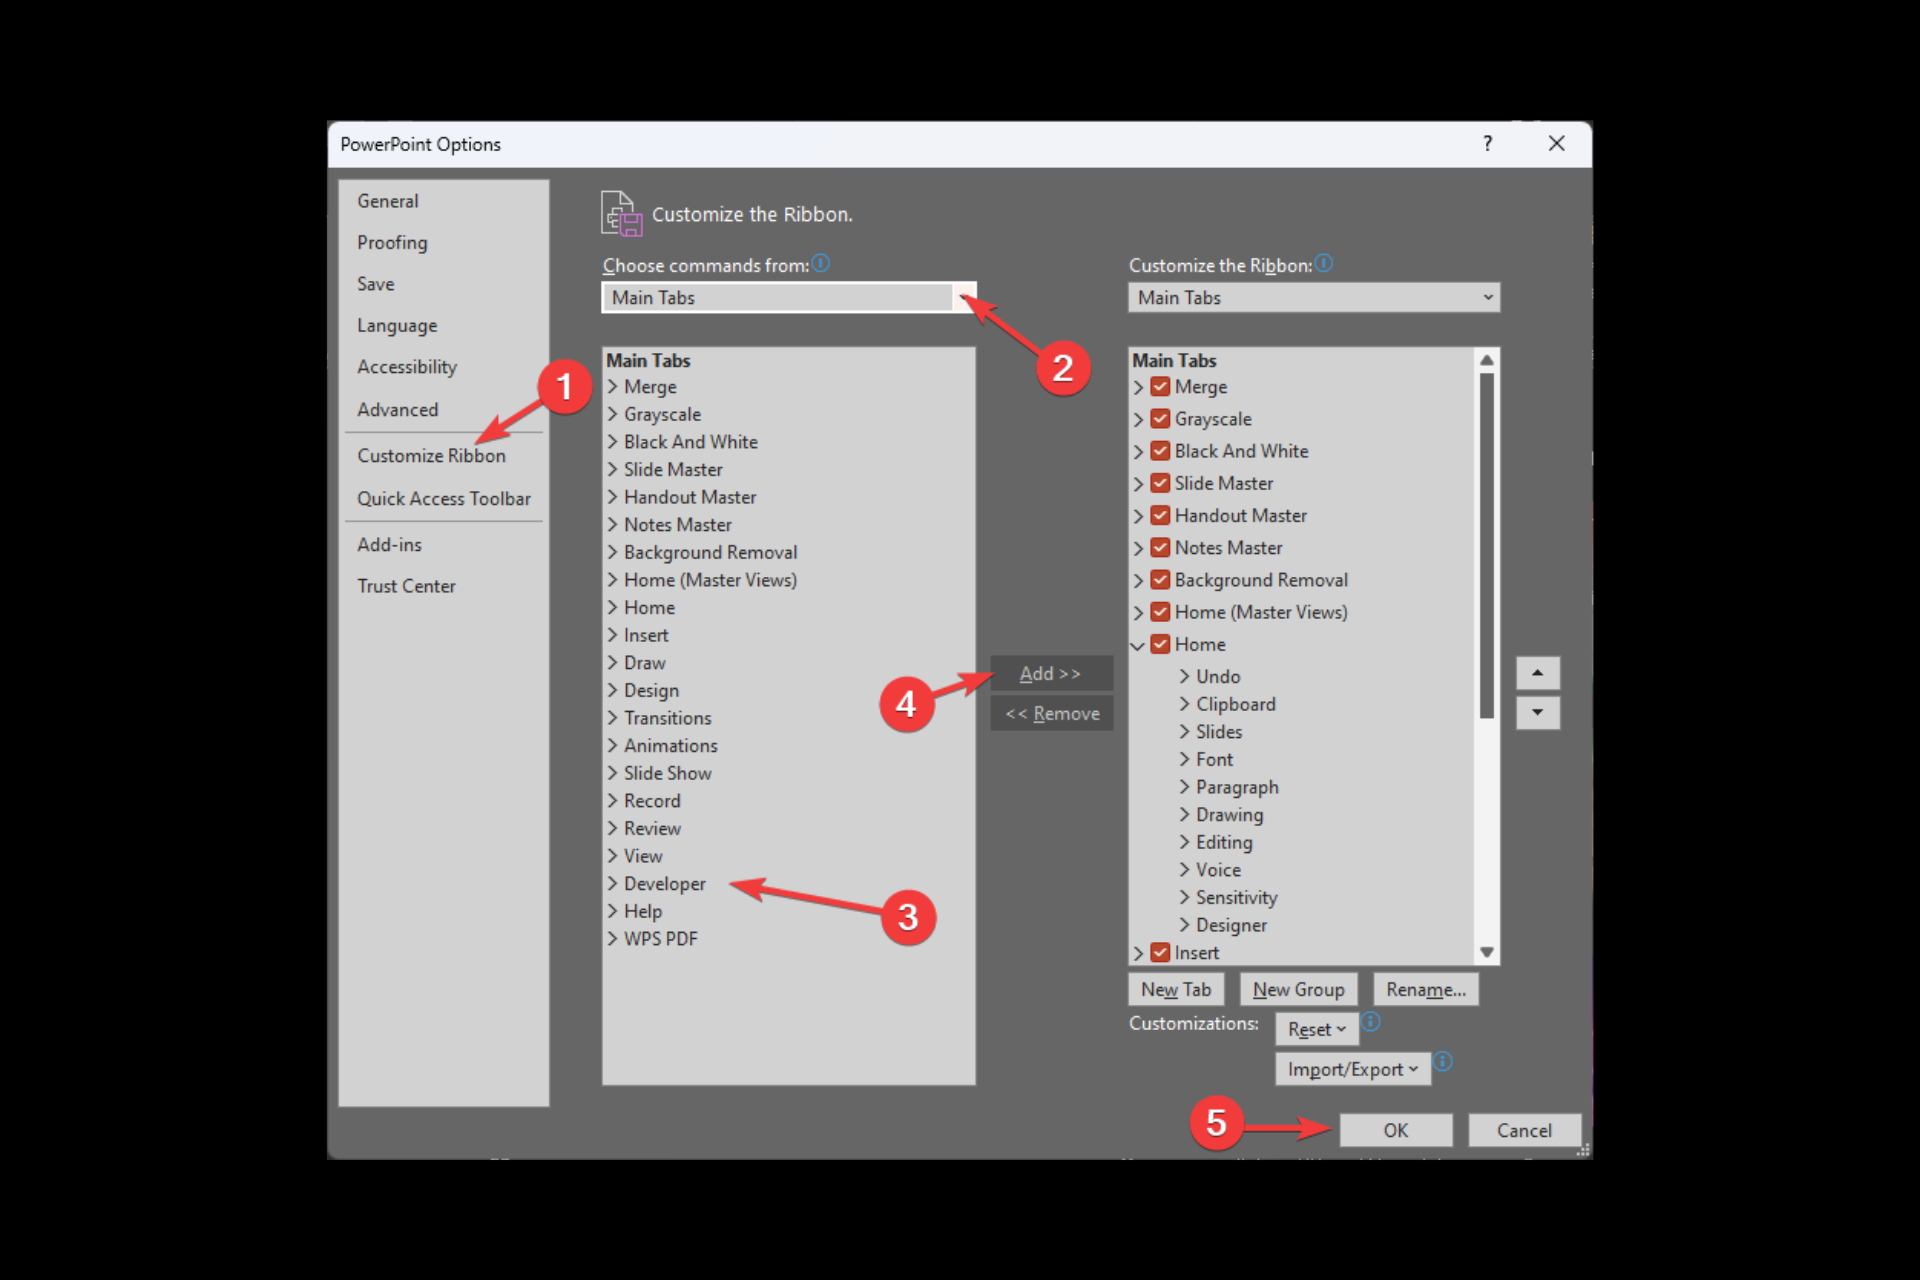 PowerPoint Options
?
General
Proofing
Save
Language
Accessibility
Advanced
Customize Ribbon
Quick Access Toolbar
Add-ins
Trust Center
Customize the Ribbon.
Choose commands from:
Main Tabs
Main Tabs
Merge
Grayscale
Black And White
Slide Master
Handout Master
Notes Master
Background Removal
Home (Master Views)
Home
Insert
Draw
Design
Transitions
Animations
Slide Show
Record
Review
View
Developer
Help
WPS PDF
Add >>
<< Remove
Customize the Ribbon:
Main Tabs
Main Tabs
Merge
Grayscale
Black And White
Slide Master
Handout Master
Notes Master
Background Removal
Home (Master Views)
Home
Undo
Clipboard
Slides
Font
Paragraph
Drawing
Editing
Voice
Sensitivity
Designer
Insert
New Tab
New Group
Rename...
Customizations:
Reset
Import/Export
OK
Cancel
1
2
3
4
5